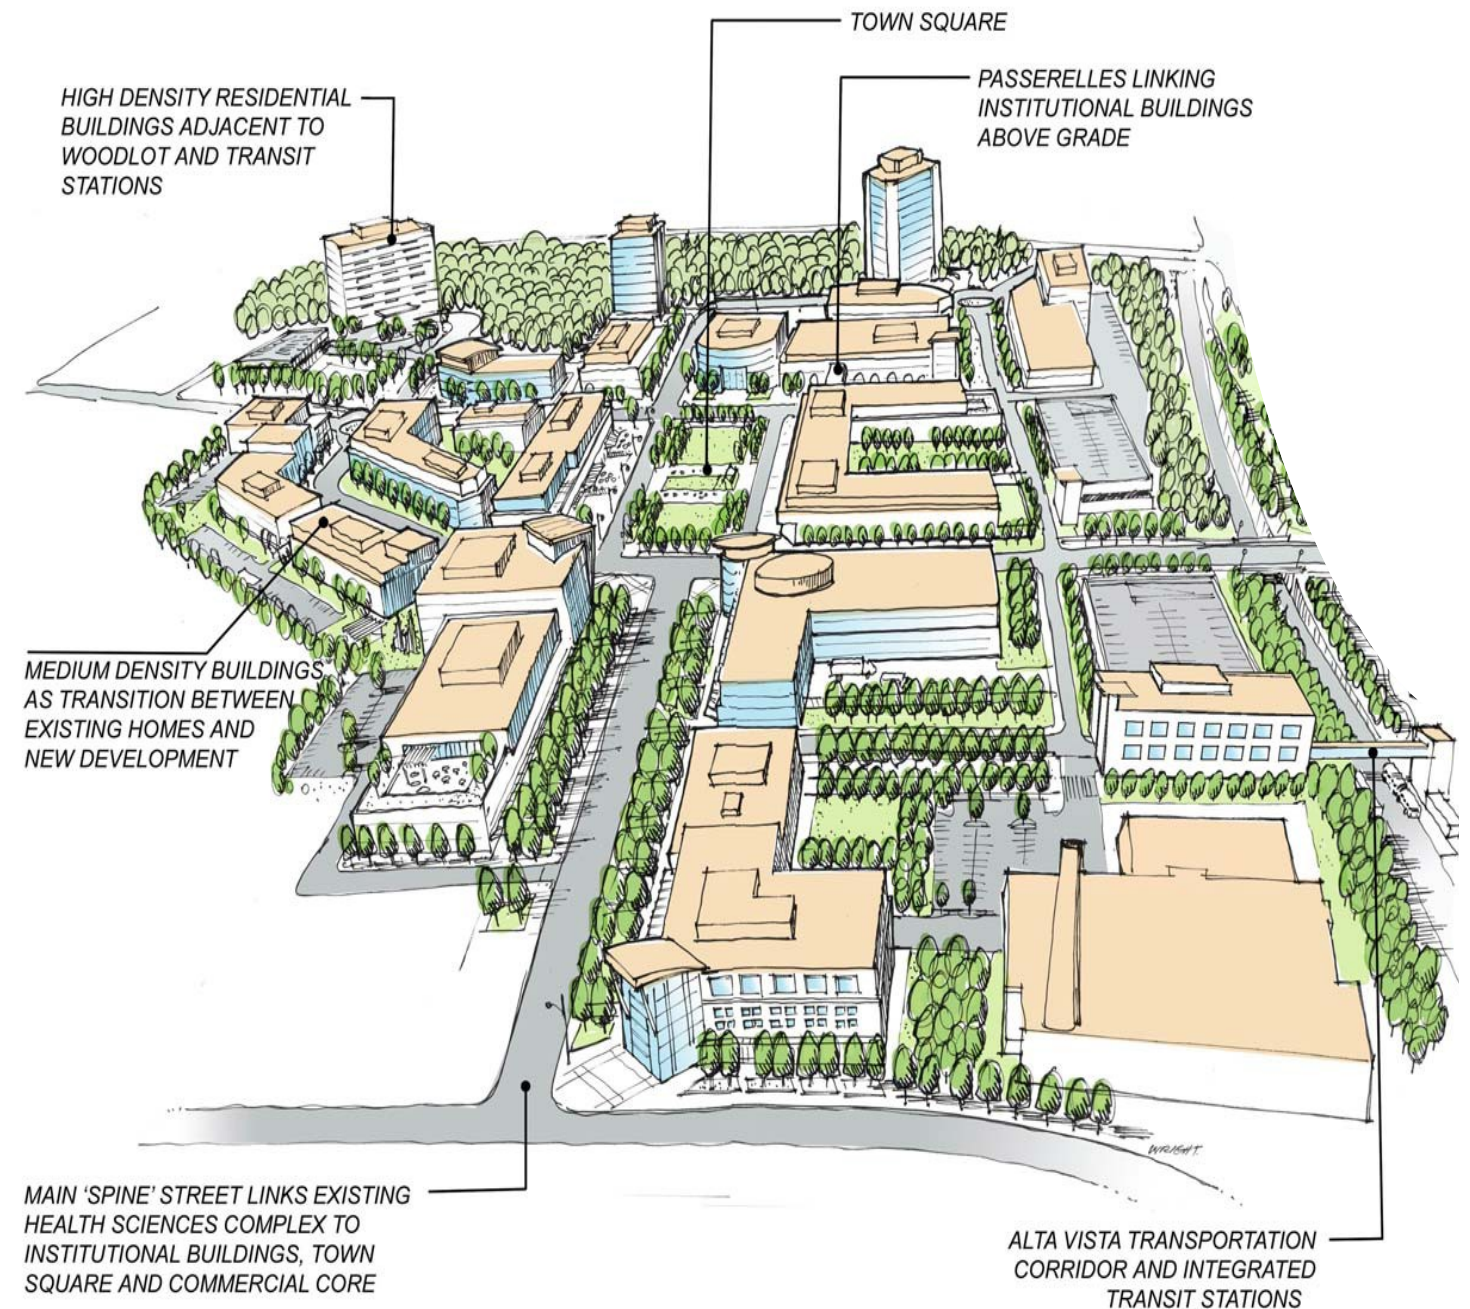 TOWN SQUARE
PASSERELLES LINKING
INSTITUTIONAL BUILDINGS
ABOVE GRADE
HIGH DENSITY RESIDENTIAL
BUILDINGS ADJACENT TO
WOODLOT AND TRANSIT
STATIONS
MEDIUM DENSITY BUILDINGS
AS TRANSITION BETWEEN
EXISTING HOMES AND
NEW DEVELOPMENT
WRIGHT.
MAIN ‘SPINE’ STREET LINKS EXISTING
HEALTH SCIENCES COMPLEX TO
INSTITUTIONAL BUILDINGS, TOWN
SQUARE AND COMMERCIAL CORE
ALTA VISTA TRANSPORTATION
CORRIDOR AND INTEGRATED
TRANSIT STATIONS